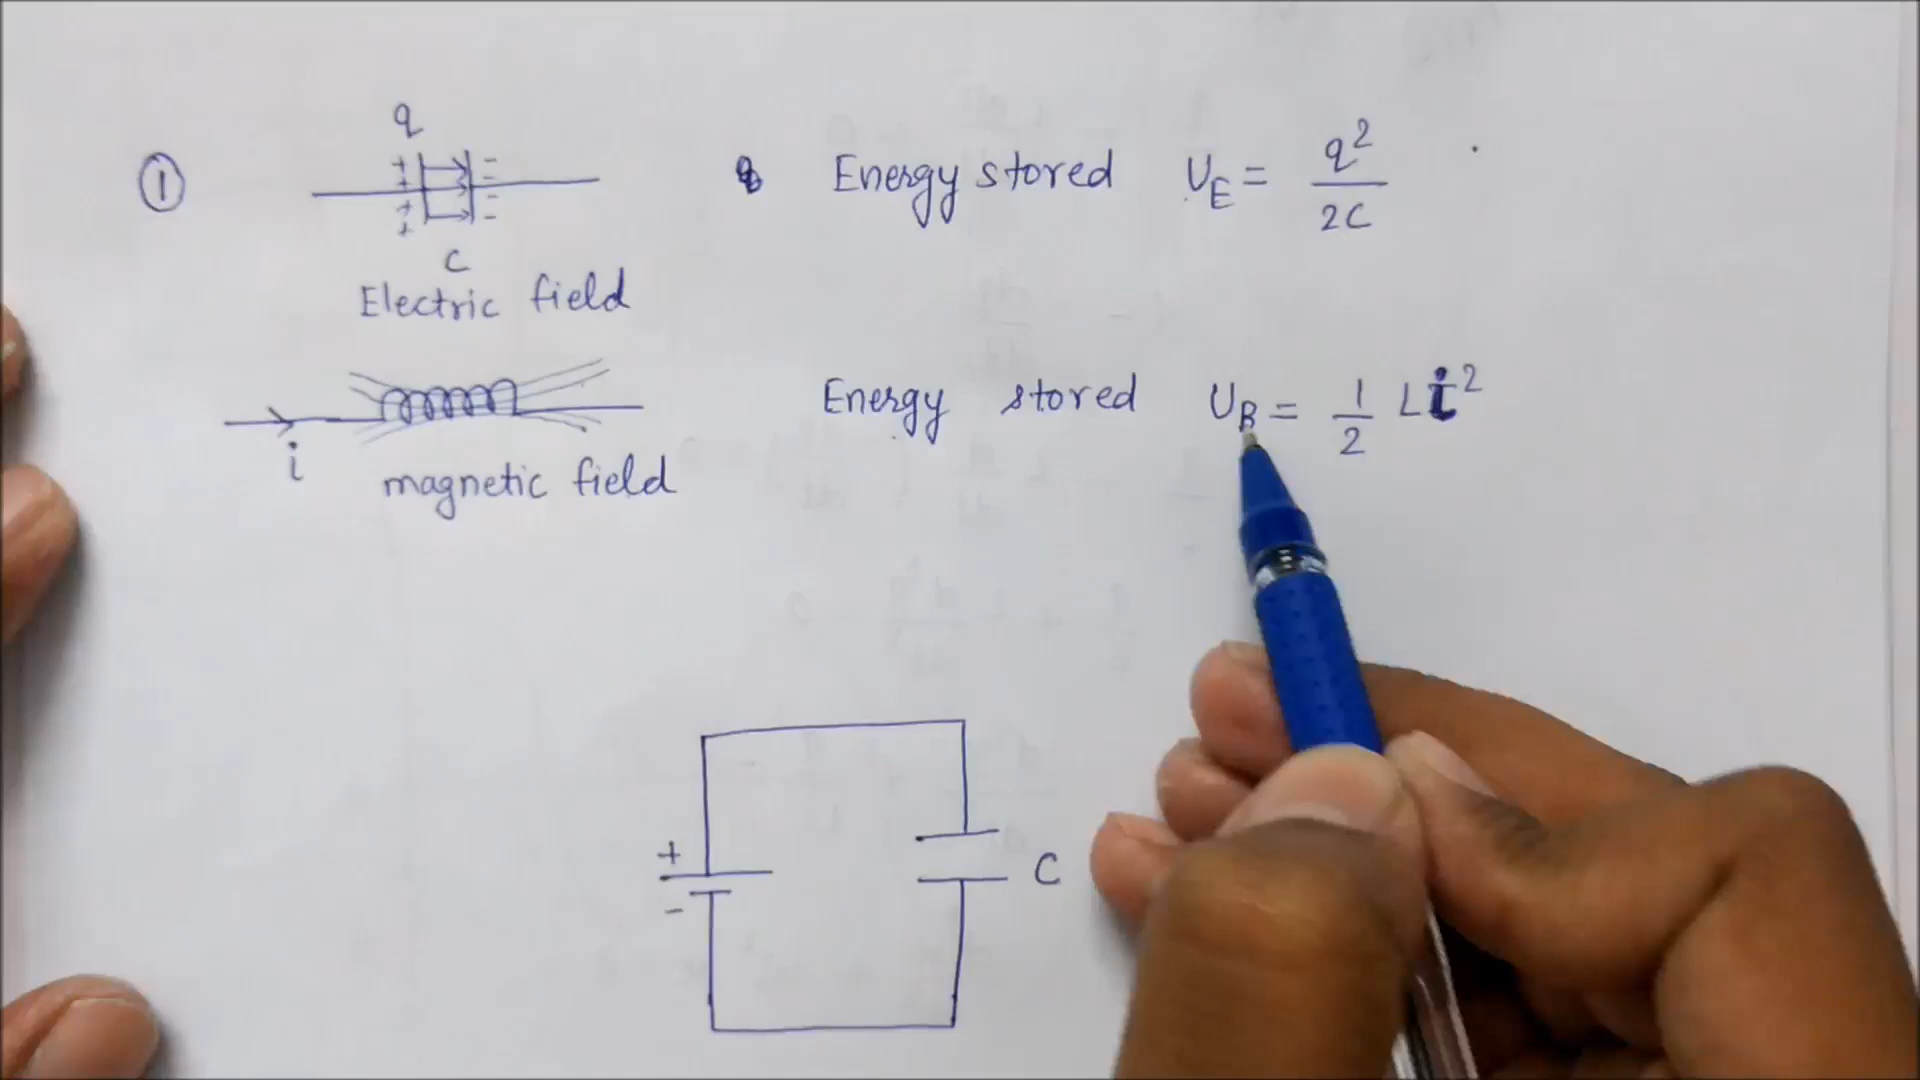 ①
q
+ + + + - - - -
C
Electric field
Energy stored U_E = q²/2C
i
magnetic field
Energy stored U_B = 1/2 Li²
+
-
C